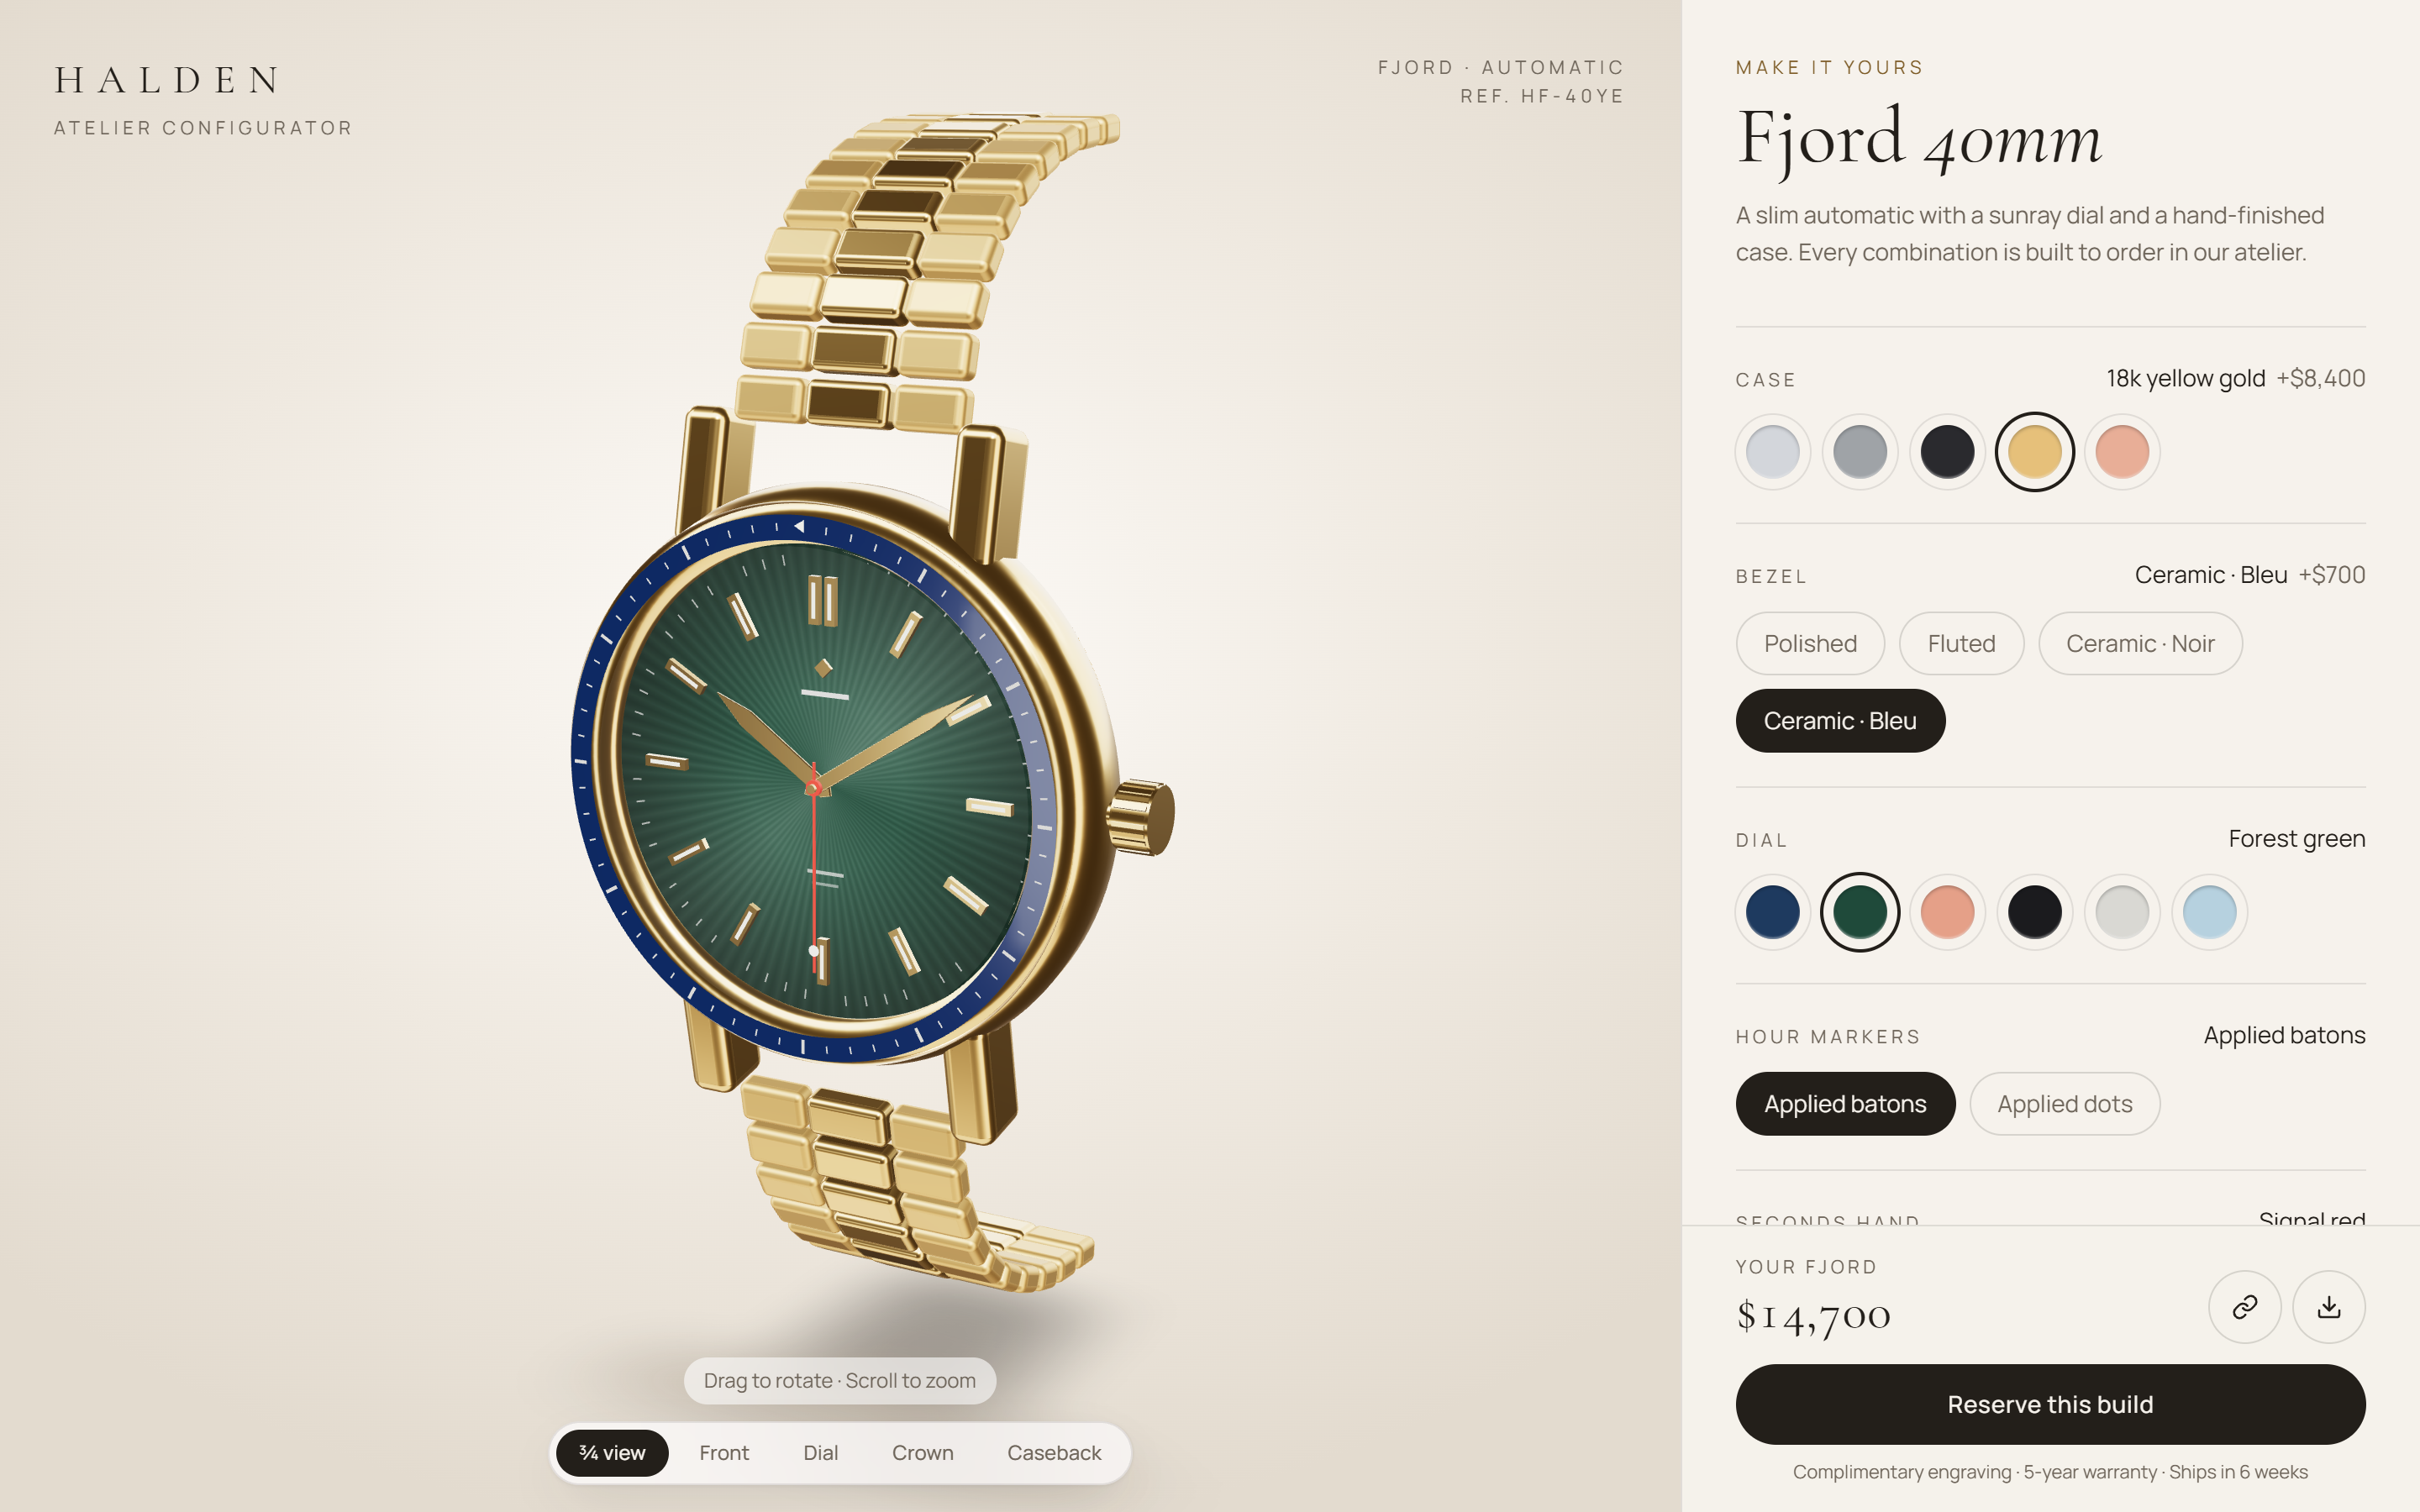 HALDEN
ATELIER CONFIGURATOR
FJORD · AUTOMATIC
REF. HF-40YE
MAKE IT YOURS
Fjord 40mm
A slim automatic with a sunray dial and a hand-finished
case. Every combination is built to order in our atelier.
CASE 18k yellow gold +$8,400
BEZEL Ceramic · Bleu +$700
Polished Fluted Ceramic · Noir
Ceramic · Bleu
DIAL Forest green
HOUR MARKERS Applied batons
Applied batons Applied dots
SECONDS HAND Signal red
YOUR FJORD
$14,700
Reserve this build
Complimentary engraving · 5-year warranty · Ships in 6 weeks
Drag to rotate · Scroll to zoom
¾ view Front Dial Crown Caseback